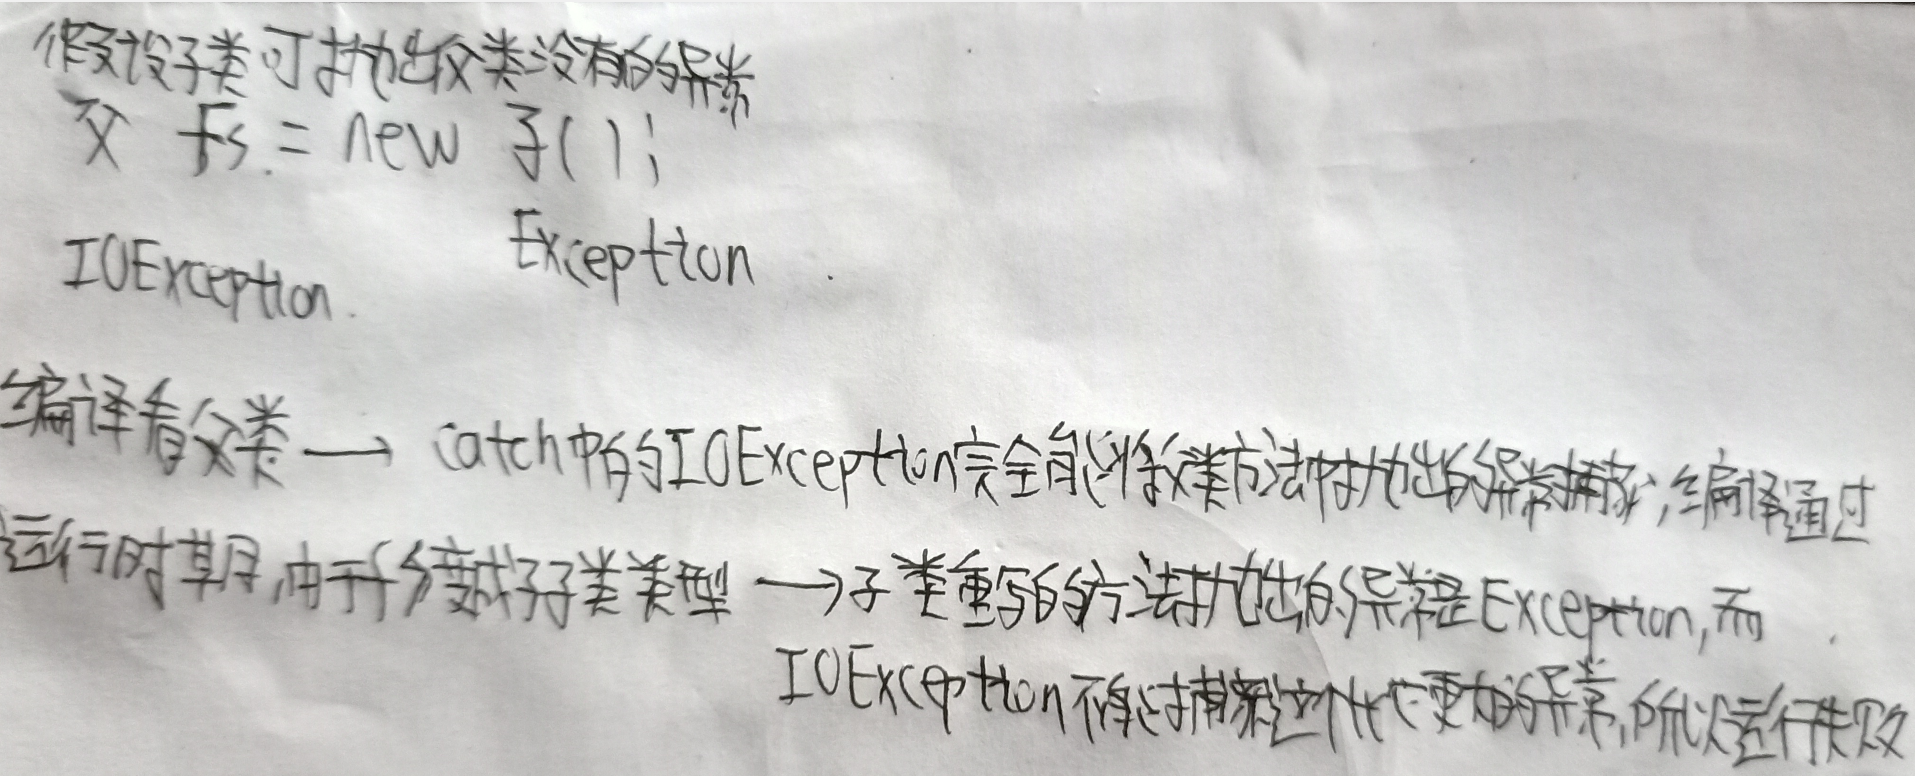 假设子类可抛出父类没有的异常
父 fs = new 子();
IOException. Exception
编译看父类 → catch中的IOException完全能将父类方法中抛出的异常捕获,编译通过
运行时期,由于fs变成了子类类型 → 子类重写的方法抛出的异常是Exception,而
IOException不能捕获这个比它更大的异常,所以运行失败